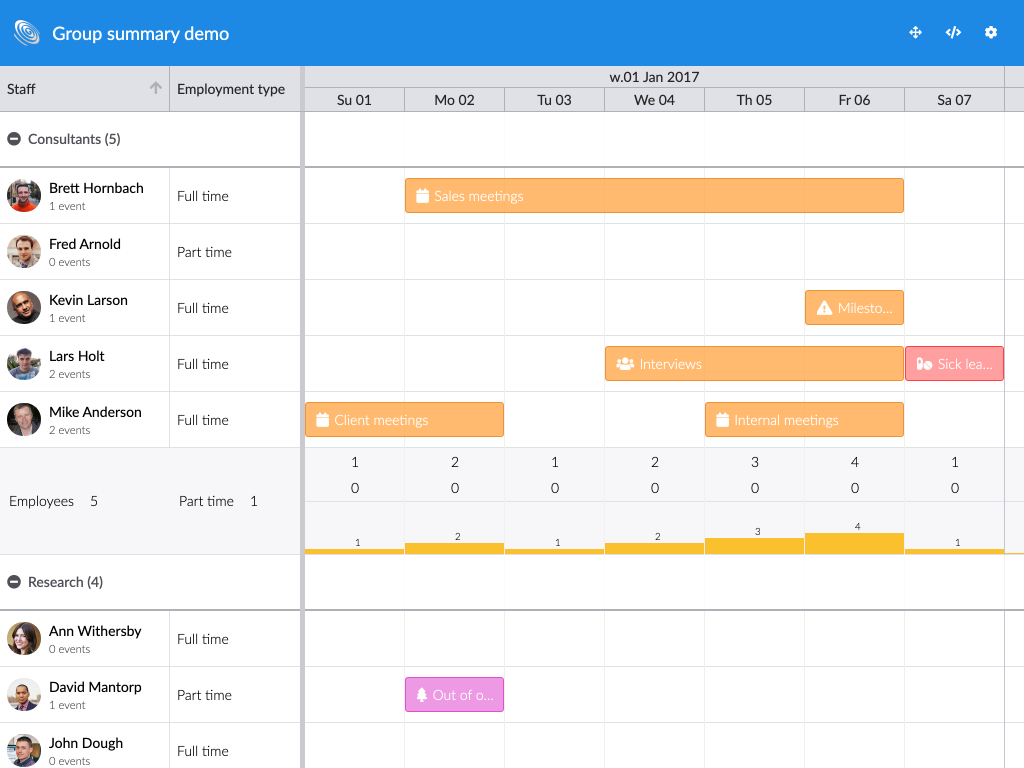 Group summary demo
Staff
Employment type
w.01 Jan 2017
Su 01 Mo 02 Tu 03 We 04 Th 05 Fr 06 Sa 07
Consultants (5)
Brett Hornbach
1 event
Full time
Sales meetings
Fred Arnold
0 events
Part time
Kevin Larson
1 event
Full time
Milesto...
Lars Holt
2 events
Full time
Interviews
Sick lea...
Mike Anderson
2 events
Full time
Client meetings
Internal meetings
Employees 5
Part time 1
1 2 1 2 3 4 1
0 0 0 0 0 0 0
1 2 1 2 3 4 1
Research (4)
Ann Withersby
0 events
Full time
David Mantorp
1 event
Part time
Out of o...
John Dough
0 events
Full time